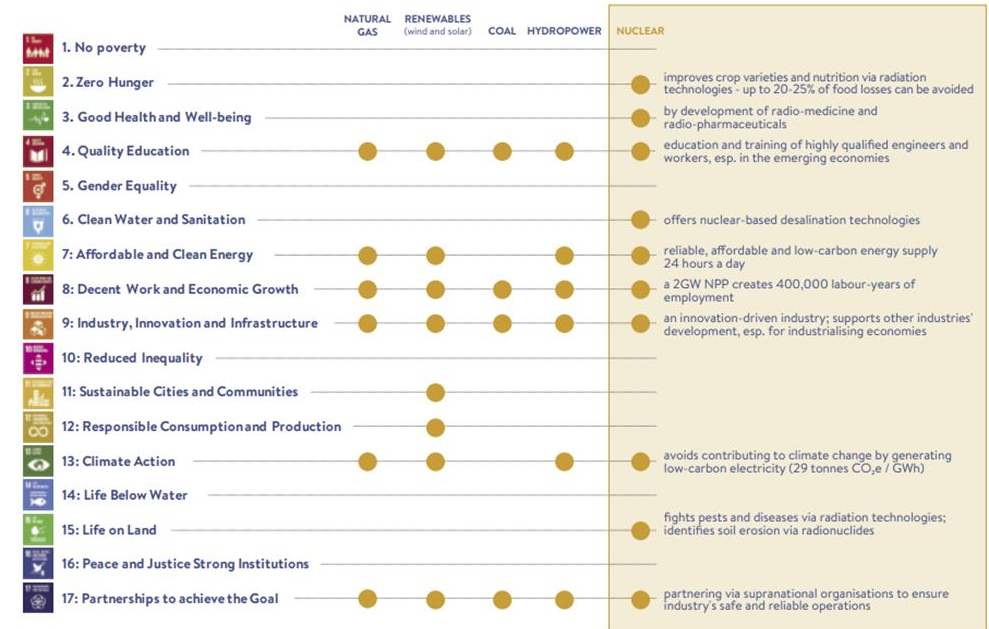 NATURAL
GAS
RENEWABLES
(wind and solar)
COAL
HYDROPOWER
NUCLEAR
1. No poverty
2. Zero Hunger
improves crop varieties and nutrition via radiation
technologies - up to 20-25% of food losses can be avoided
3. Good Health and Well-being
by development of radio-medicine and
radio-pharmaceuticals
4. Quality Education
education and training of highly qualified engineers and
workers, esp. in the emerging economies
5. Gender Equality
6. Clean Water and Sanitation
offers nuclear-based desalination technologies
7: Affordable and Clean Energy
reliable, affordable and low-carbon energy supply
24 hours a day
8: Decent Work and Economic Growth
a 2GW NPP creates 400,000 labour-years of
employment
9: Industry, Innovation and Infrastructure
an innovation-driven industry; supports other industries'
development, esp. for industrialising economies
10: Reduced Inequality
11: Sustainable Cities and Communities
12: Responsible Consumption and Production
13: Climate Action
avoids contributing to climate change by generating
low-carbon electricity (29 tonnes CO₂e / GWh)
14: Life Below Water
15: Life on Land
fights pests and diseases via radiation technologies;
identifies soil erosion via radionuclides
16: Peace and Justice Strong Institutions
17: Partnerships to achieve the Goal
partnering via supranational organisations to ensure
industry's safe and reliable operations